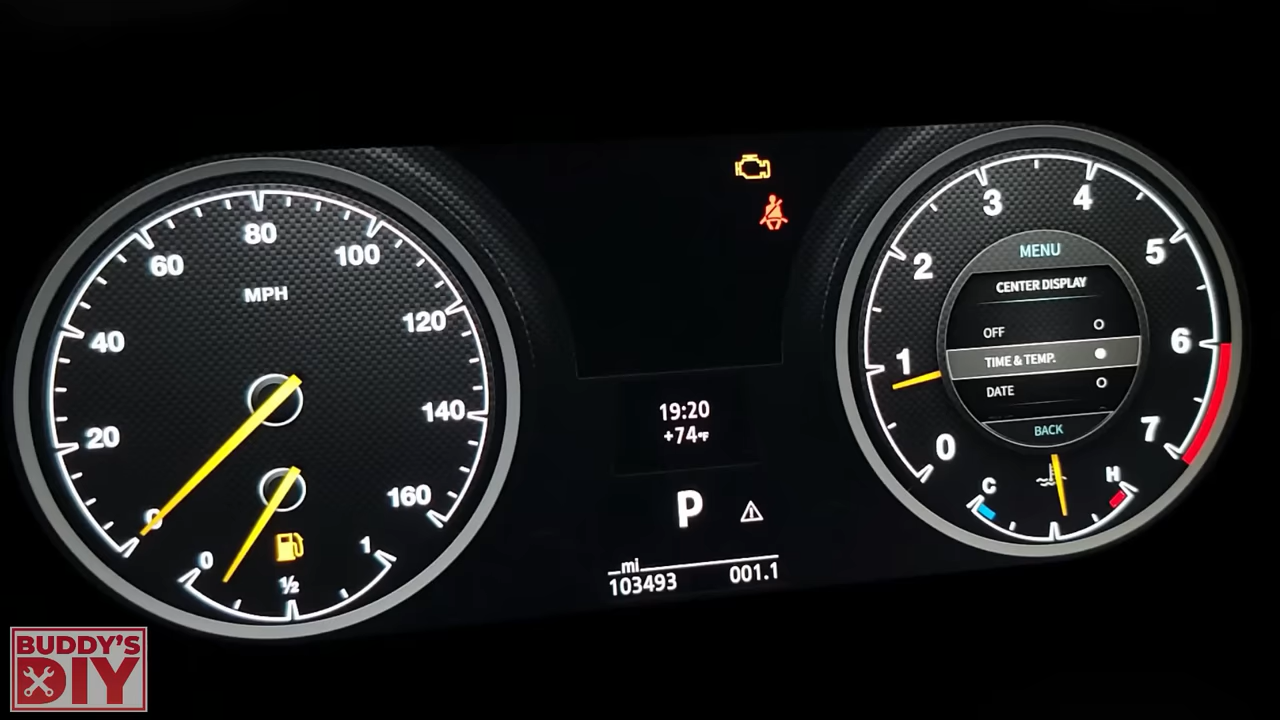 80
60
100
MPH
40
120
20
140
0
160
0
1
½
19:20
+74°F
P
mi
103493
001.1
3
4
2
5
1
6
0
7
MENU
CENTER DISPLAY
OFF
TIME & TEMP.
DATE
BACK
C
H
BUDDY'S
DIY